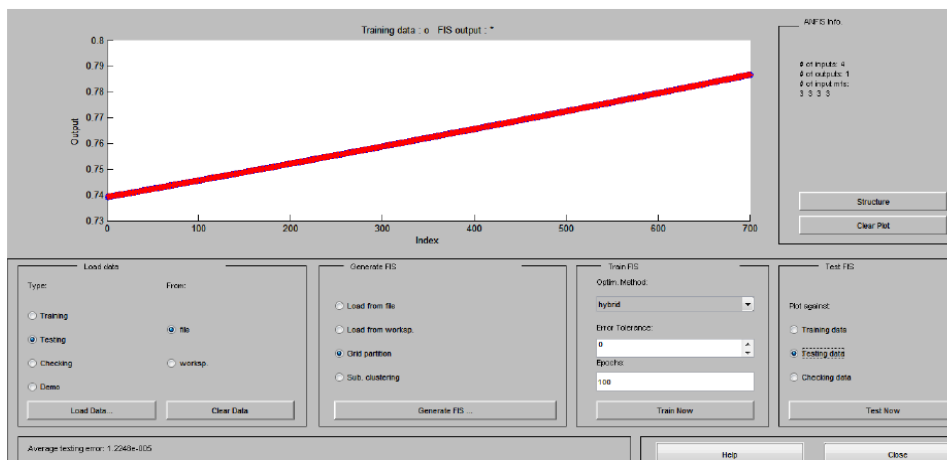 Training data : o   FIS output : *
0.8
0.79
0.78
0.77
0.76
0.75
0.74
0.73
Output
0
100
200
300
400
500
600
700
Index
ANFIS Info.
# of inputs: 4
# of outputs: 1
# of input mfs:
3 3 3 3
Structure
Clear Plot
Load data
Type:
From:
Training
Testing
Checking
Demo
file
worksp.
Load Data...
Clear Data
Generate FIS
Load from file
Load from worksp.
Grid partition
Sub. clustering
Generate FIS ...
Train FIS
Optim. Method:
hybrid
Error Tolerance:
0
Epochs:
100
Train Now
Test FIS
Plot against:
Training data
Testing data
Checking data
Test Now
Average testing error: 1.2248e-005
Help
Close